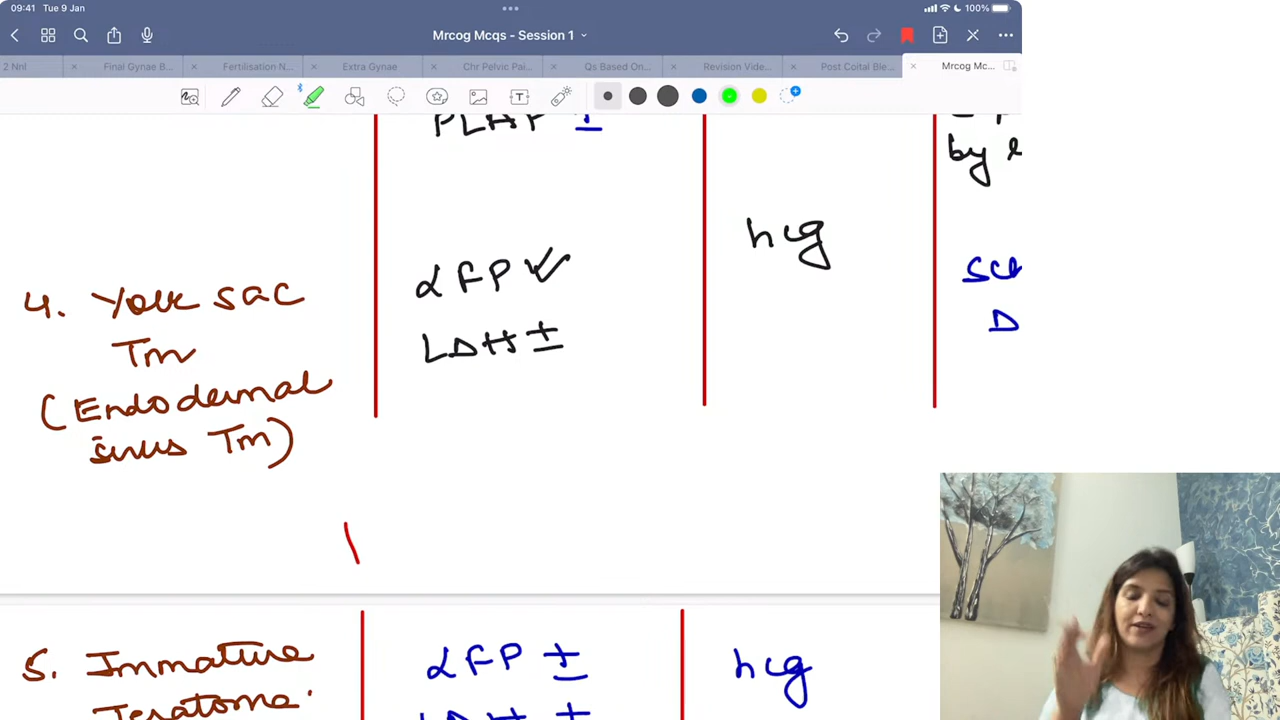 09:41 Tue 9 Jan
100%
Mrcog Mcqs - Session 1
2 Nnl
Final Gynae B...
Fertilisation N...
Extra Gynae
Chr Pelvic Pai...
Qs Based On...
Revision Vide...
Post Coital Ble...
Mrcog Mc...
T
PLAP ±
by
hcg
αFP ✓
LDH ±
4. Yolk sac
Tm
(Endodermal
sinus Tm)
D
5. Immature
Teratoma
αFP ±
hcg
LDH ±